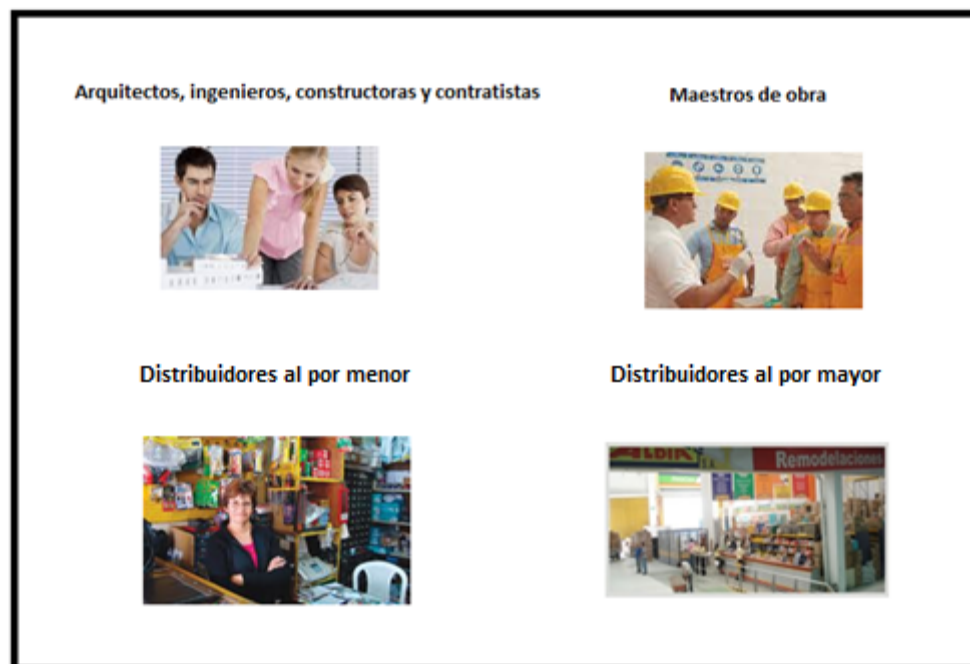 Arquitectos, ingenieros, constructoras y contratistas
Maestros de obra
Distribuidores al por menor
Distribuidores al por mayor
Remodelaciones